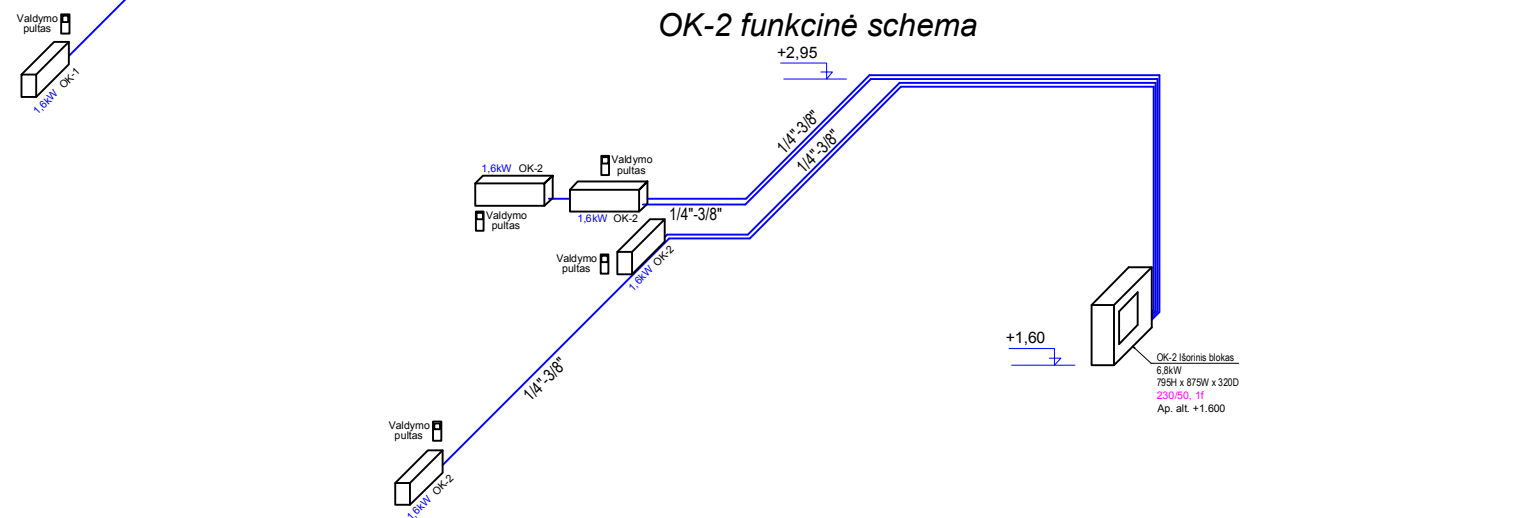 OK-2 funkcinė schema
Valdymo
pultas
1,6kW OK-1
+2,95
1/4"-3/8"
1/4"-3/8"
1,6kW OK-2
Valdymo
pultas
Valdymo
pultas
1,6kW OK-2
1/4"-3/8"
Valdymo
pultas
1,6kW OK-2
+1,60
OK-2 Išorinis blokas
6,8kW
795H x 875W x 320D
230/50, 1f
Ap. alt. +1.600
1/4"-3/8"
Valdymo
pultas
1,6kW OK-2